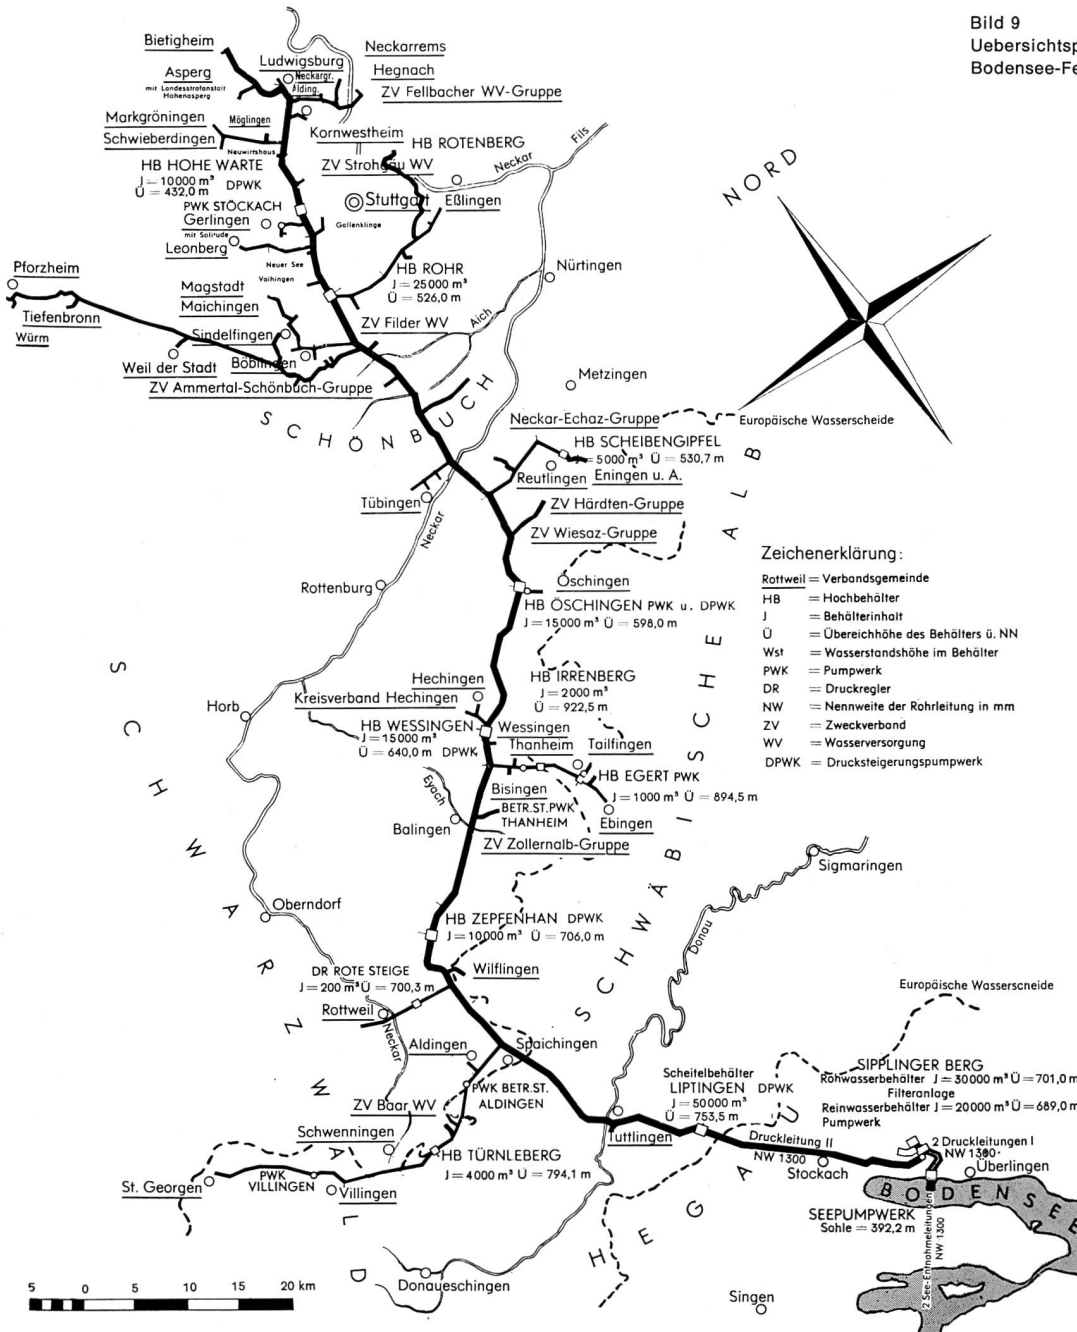 Bild 9
Uebersichtsp
Bodensee-Fe
Bietigheim
Ludwigsburg
Neckarrems
Asperg
mit Landesstrafanstalt
Hohenasperg
Neckargr.
Alding.
Hegnach
ZV Fellbacher WV-Gruppe
Markgröningen
Möglingen
Schwieberdingen
Neuwirtshaus
Kornwestheim
HB ROTENBERG
Neckar
Fils
HB HOHE WARTE
J = 10000 m³ DPWK
Ü = 432,0 m
ZV Strohgäu WV
PWK STÖCKACH
Stuttgart
Eßlingen
Gerlingen
mit Solitude
Gallenklinge
Leonberg
Neuer See
Vaihingen
HB ROHR
J = 25000 m³
Ü = 526,0 m
Nürtingen
NORD
Pforzheim
Tiefenbronn
Würm
Magstadt
Maichingen
Sindelfingen
ZV Filder WV
Aich
Weil der Stadt
Böblingen
ZV Ammertal-Schönbuch-Gruppe
Metzingen
SCHÖNBUCH
Neckar-Echaz-Gruppe
Europäische Wasserscheide
HB SCHEIBENGIPFEL
J = 5000 m³ Ü = 530,7 m
Reutlingen
Eningen u. A.
Tübingen
Neckar
ZV Härdten-Gruppe
ZV Wiesaz-Gruppe
Rottenburg
Öschingen
HB ÖSCHINGEN PWK u. DPWK
J = 15000 m³ Ü = 598,0 m
Zeichenerklärung:
Rottweil = Verbandsgemeinde
HB = Hochbehälter
J = Behälterinhalt
Ü = Übereichhöhe des Behälters ü. NN
Wst = Wasserstandshöhe im Behälter
PWK = Pumpwerk
DR = Druckregler
NW = Nennweite der Rohrleitung in mm
ZV = Zweckverband
WV = Wasserversorgung
DPWK = Drucksteigerungspumpwerk
Hechingen
Kreisverband Hechingen
HB IRRENBERG
J = 2000 m³
Ü = 922,5 m
Horb
HB WESSINGEN
J = 15000 m³
Ü = 640,0 m DPWK
Wessingen
Thanheim
Tailfingen
HB EGERT PWK
J = 1000 m³ Ü = 894,5 m
Eyach
Bisingen
BETR.ST.PWK
THANHEIM
Ebingen
Balingen
ZV Zollernalb-Gruppe
SCHWÄBISCHE ALB
SCHWARZWALD
Sigmaringen
Oberndorf
HB ZEPFENHAN DPWK
J = 10000 m³ Ü = 706,0 m
Donau
DR ROTE STEIGE
J = 200 m³ Ü = 700,3 m
Wilflingen
Rottweil
Neckar
Europäische Wasserscheide
Aldingen
Spaichingen
PWK BETR.ST.
ALDINGEN
Scheitelbehälter
LIPTINGEN DPWK
J = 50000 m³
Ü = 753,5 m
SIPPLINGER BERG
Rohwasserbehälter J = 30000 m³ Ü = 701,0 m
Filteranlage
Reinwasserbehälter J = 20000 m³ Ü = 689,0 m
Pumpwerk
ZV Baar WV
Tuttlingen
Druckleitung II
NW 1300
Schwenningen
HB TÜRNLEBERG
J = 4000 m³ Ü = 794,1 m
2 Druckleitungen I
NW 1300
Stockach
Überlingen
St. Georgen
PWK
VILLINGEN
Villingen
BODENSEE
SEEPUMPWERK
Sohle = 392,2 m
2 See-Entnahmeleitungen
NW 1300
HEGAU
Donaueschingen
Singen
5 0 5 10 15 20 km